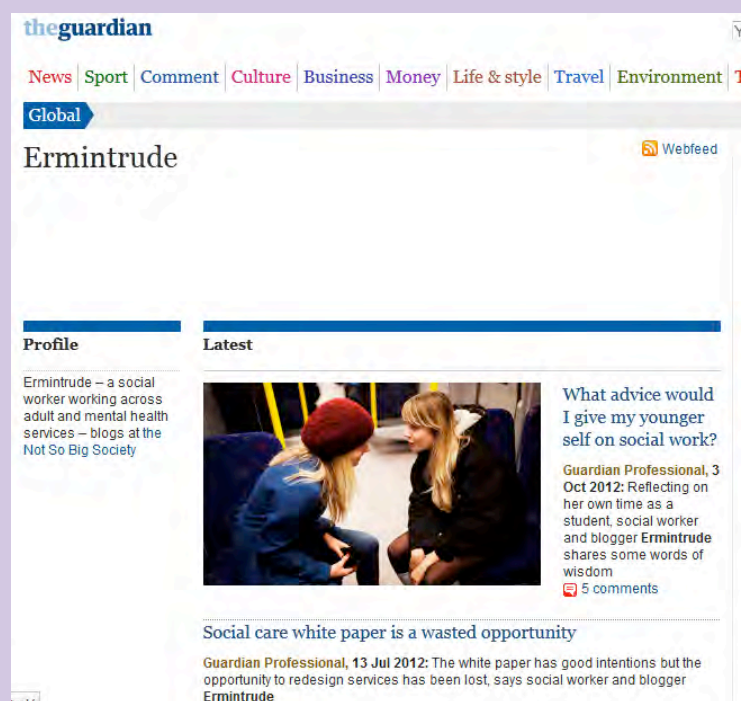 theguardian
News Sport Comment Culture Business Money Life & style Travel Environment
Global
Ermintrude
Webfeed
Profile
Ermintrude – a social
worker working across
adult and mental health
services – blogs at the
Not So Big Society
Latest
What advice would
I give my younger
self on social work?
Guardian Professional, 3
Oct 2012: Reflecting on
her own time as a
student, social worker
and blogger Ermintrude
shares some words of
wisdom
5 comments
Social care white paper is a wasted opportunity
Guardian Professional, 13 Jul 2012: The white paper has good intentions but the
opportunity to redesign services has been lost, says social worker and blogger
Ermintrude